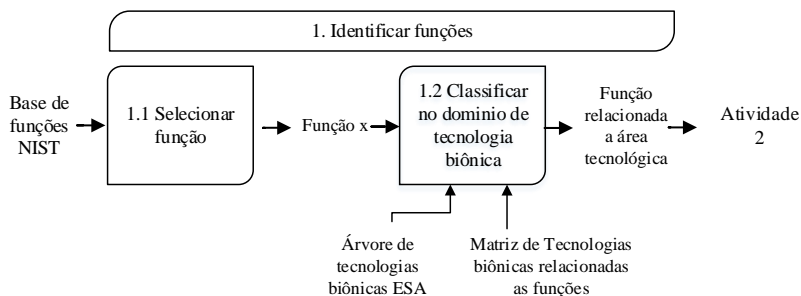 1. Identificar funções
Base de
funções
NIST
1.1 Selecionar
função
Função x
1.2 Classificar
no dominio de
tecnologia
biônica
Função
relacionada
a área
tecnológica
Atividade
2
Árvore de
tecnologias
biônicas ESA
Matriz de Tecnologias
biônicas relacionadas
as funções